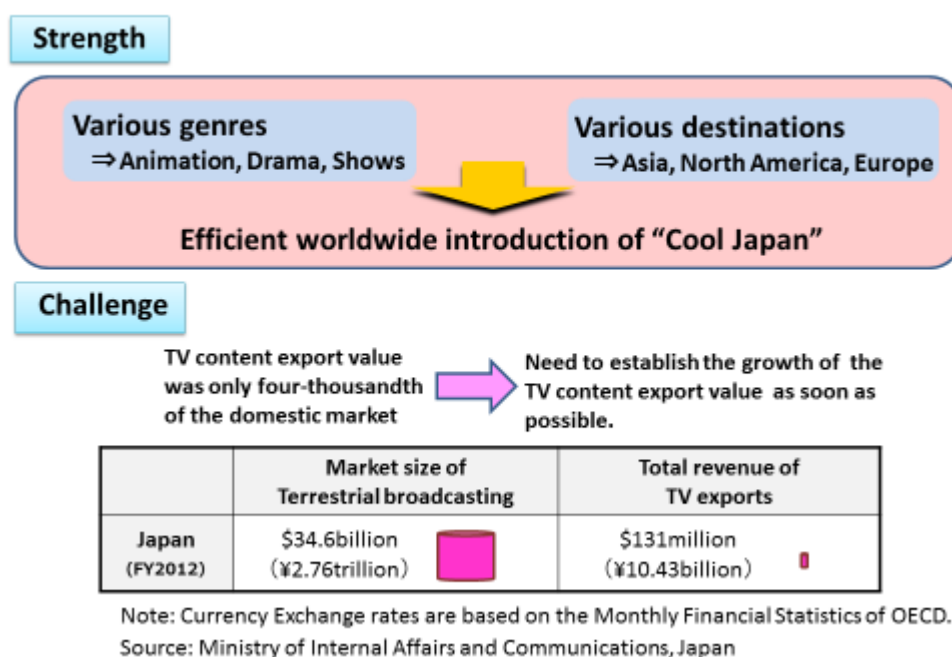 Strength
Various genres
⇒Animation, Drama, Shows
Various destinations
⇒Asia, North America, Europe
Efficient worldwide introduction of “Cool Japan”
Challenge
TV content export value
was only four-thousandth
of the domestic market
Need to establish the growth of the
TV content export value as soon as
possible.
Market size of
Terrestrial broadcasting
Total revenue of
TV exports
Japan
(FY2012)
$34.6billion
(¥2.76trillion)
$131million
(¥10.43billion)
Note: Currency Exchange rates are based on the Monthly Financial Statistics of OECD.
Source: Ministry of Internal Affairs and Communications, Japan